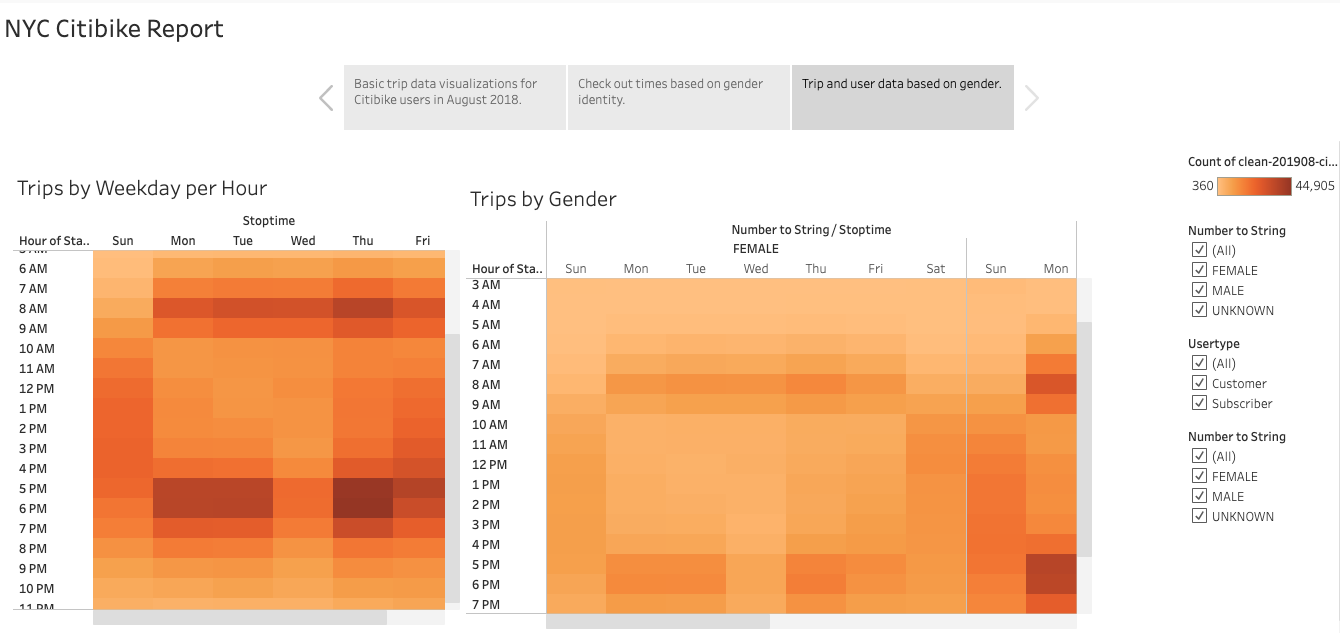 NYC Citibike Report
Basic trip data visualizations for
Citibike users in August 2018.
Check out times based on gender
identity.
Trip and user data based on gender.
Trips by Weekday per Hour
Stoptime
Hour of Sta.. Sun Mon Tue Wed Thu Fri
6 AM
7 AM
8 AM
9 AM
10 AM
11 AM
12 PM
1 PM
2 PM
3 PM
4 PM
5 PM
6 PM
7 PM
8 PM
9 PM
10 PM
11 PM
Trips by Gender
Number to String / Stoptime
FEMALE
Hour of Sta.. Sun Mon Tue Wed Thu Fri Sat Sun Mon
3 AM
4 AM
5 AM
6 AM
7 AM
8 AM
9 AM
10 AM
11 AM
12 PM
1 PM
2 PM
3 PM
4 PM
5 PM
6 PM
7 PM
Count of clean-201908-ci...
360 44,905
Number to String
(All)
FEMALE
MALE
UNKNOWN
Usertype
(All)
Customer
Subscriber
Number to String
(All)
FEMALE
MALE
UNKNOWN